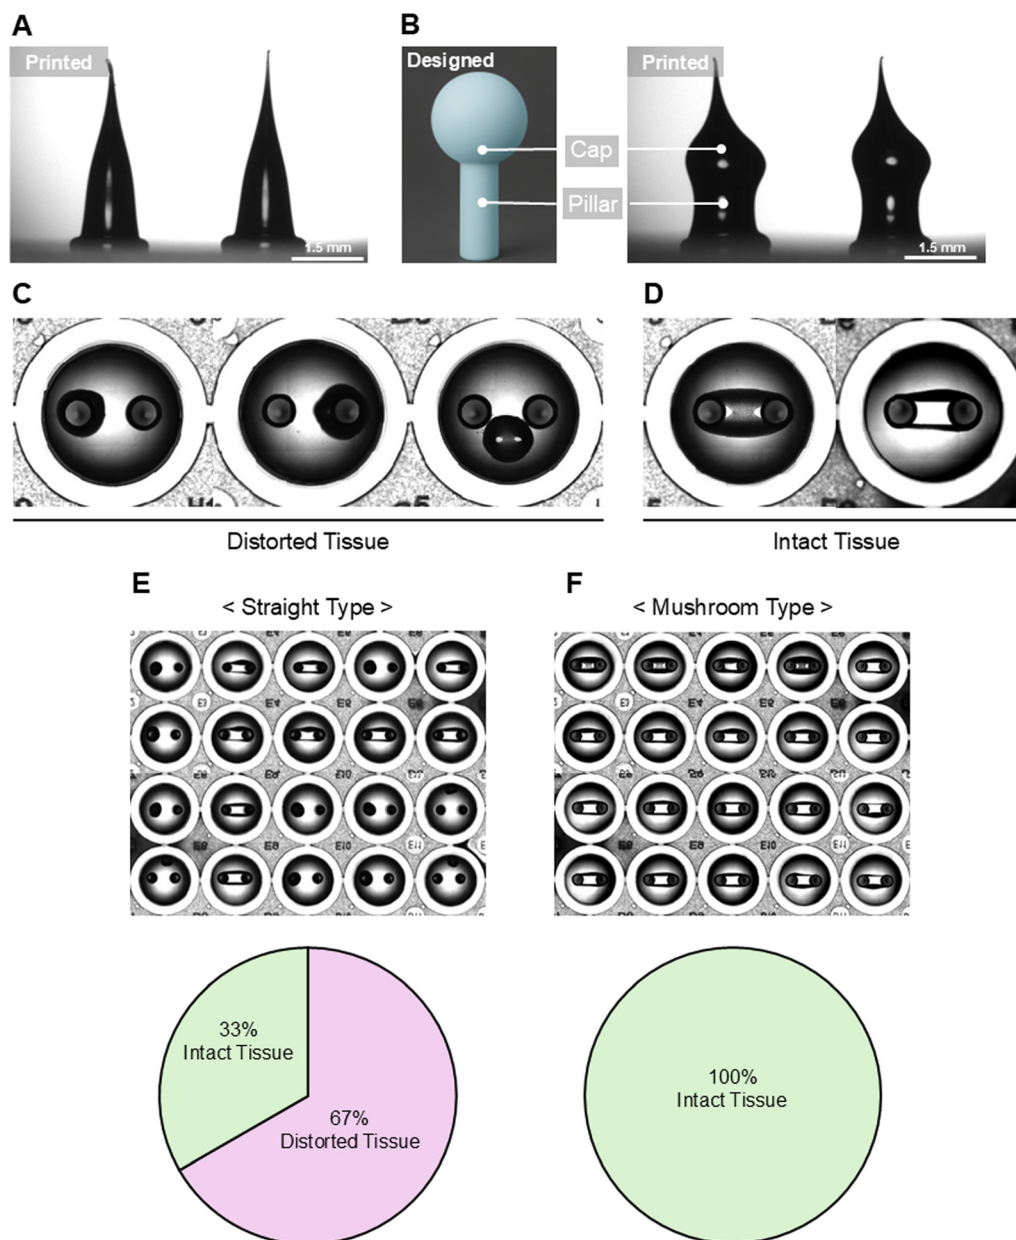 A
B
Printed
Designed
Printed
Cap
Pillar
1.5 mm
1.5 mm
C
D
Distorted Tissue
Intact Tissue
E
F
< Straight Type >
< Mushroom Type >
33%
Intact Tissue
67%
Distorted Tissue
100%
Intact Tissue